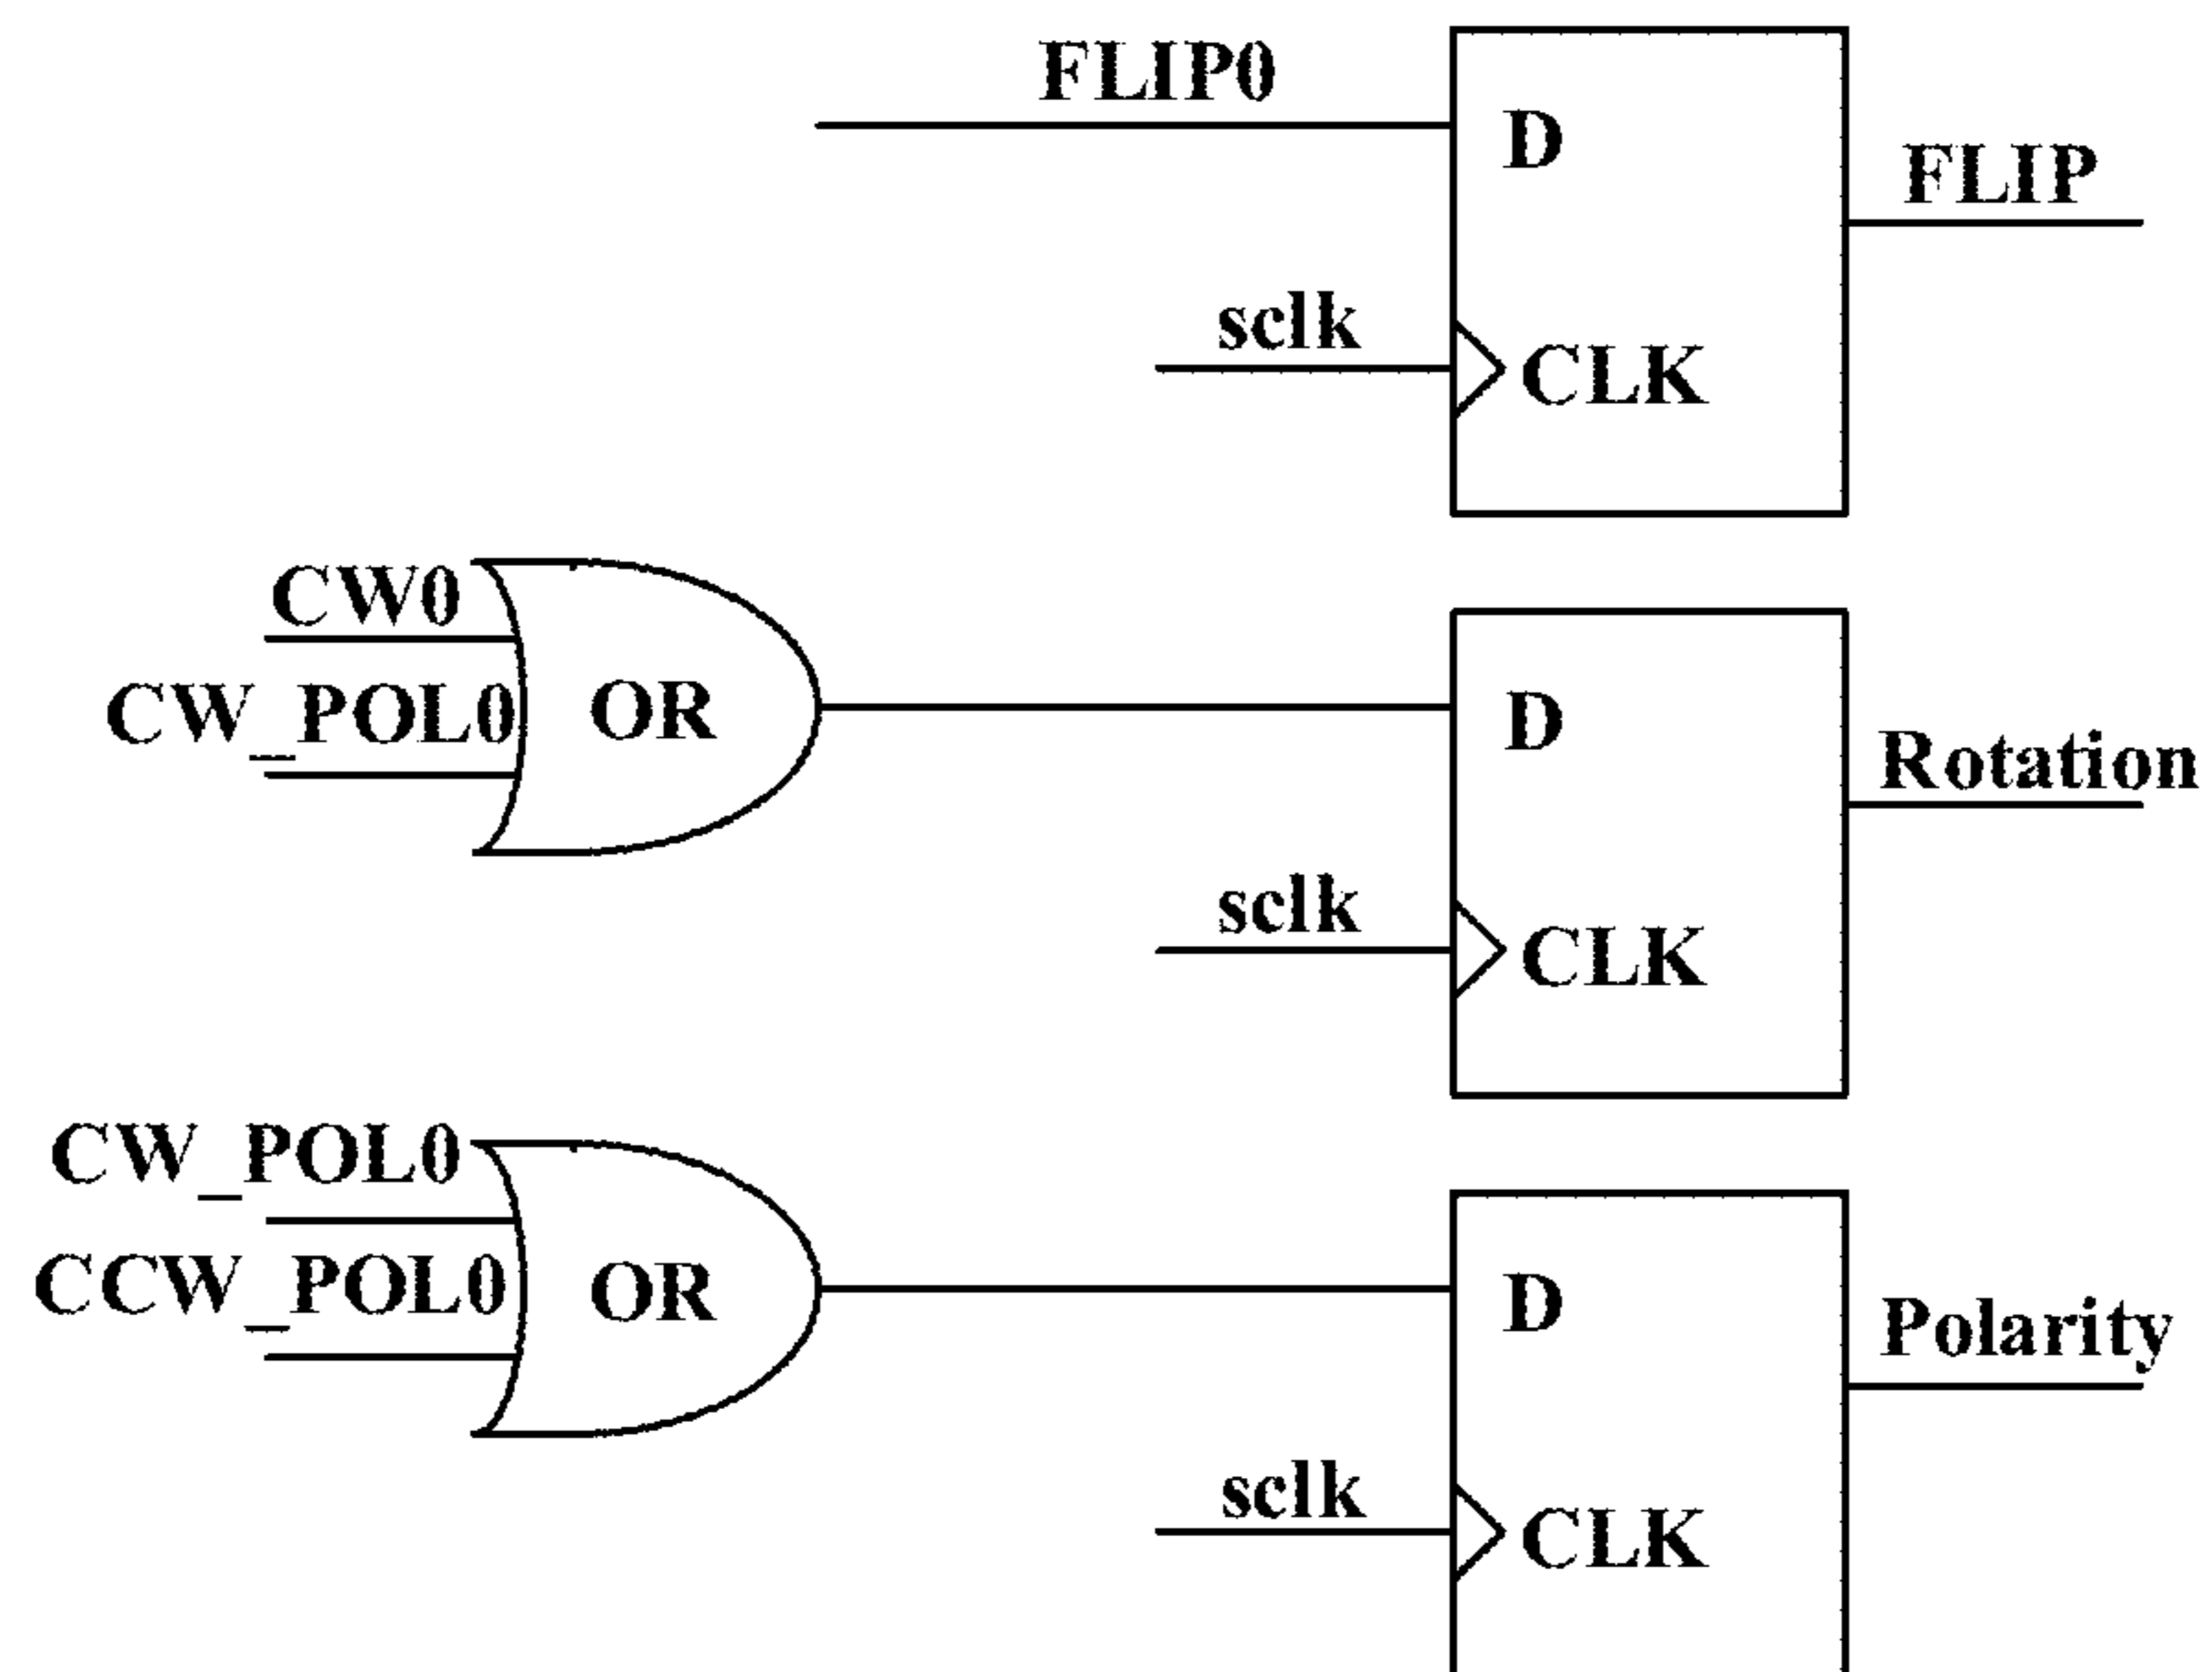 FLIP0
D
FLIP
sclk
CLK
CW0
CW_POL0
OR
D
Rotation
sclk
CLK
CW_POL0
CCW_POL0
OR
D
Polarity
sclk
CLK